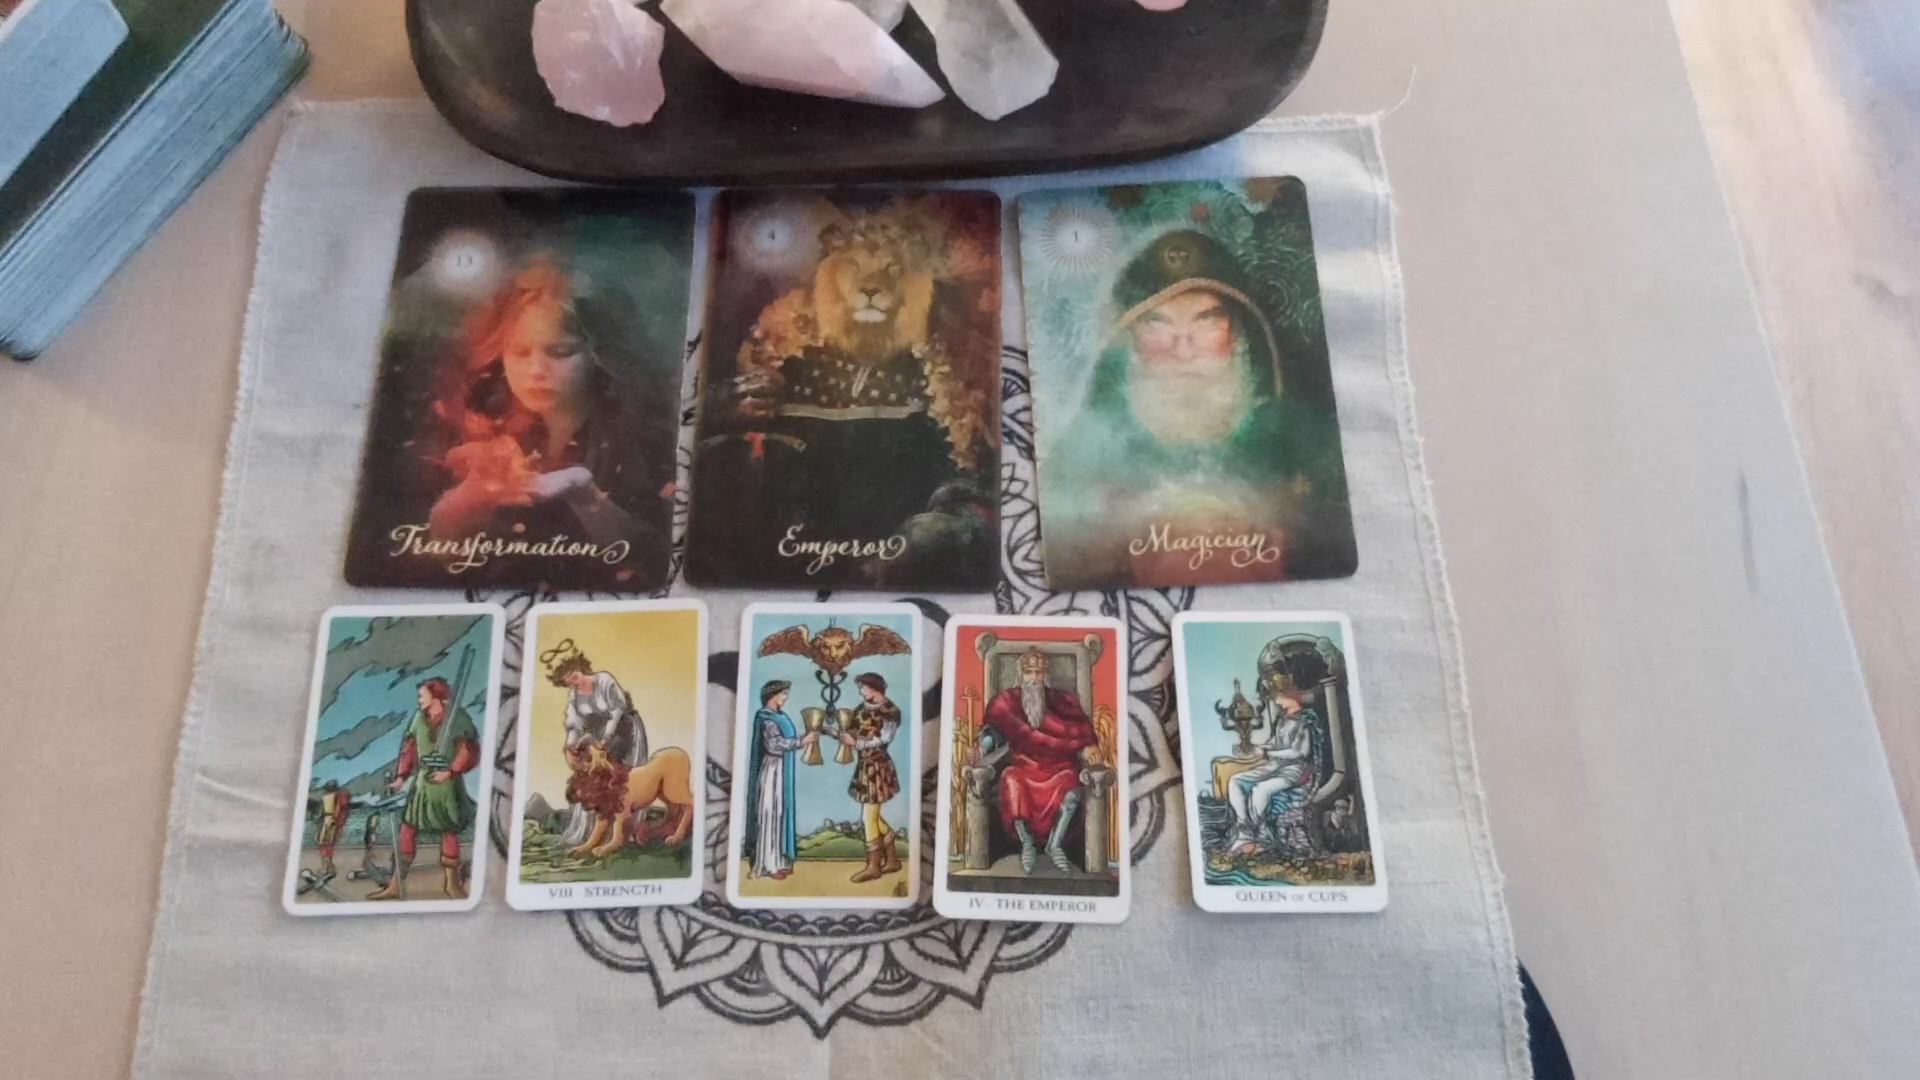 13
Transformation
4
Emperor
1
Magician
VIII · STRENGTH
IV · THE EMPEROR
QUEEN OF CUPS